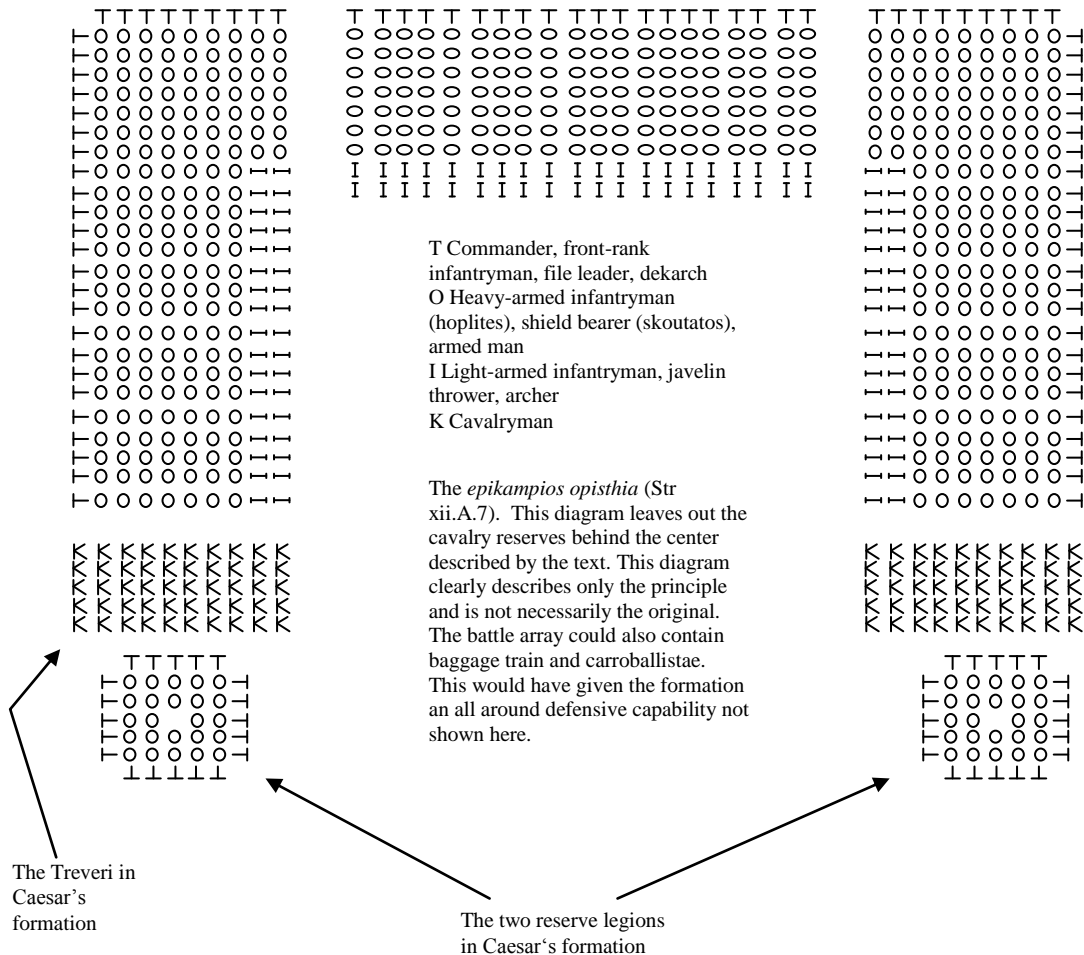 T Commander, front-rank
infantryman, file leader, dekarch
O Heavy-armed infantryman
(hoplites), shield bearer (skoutatos),
armed man
I Light-armed infantryman, javelin
thrower, archer
K Cavalryman
The epikampios opisthia (Str
xii.A.7). This diagram leaves out the
cavalry reserves behind the center
described by the text. This diagram
clearly describes only the principle
and is not necessarily the original.
The battle array could also contain
baggage train and carroballistae.
This would have given the formation
an all around defensive capability not
shown here.
The Treveri in
Caesar's
formation
The two reserve legions
in Caesar‘s formation